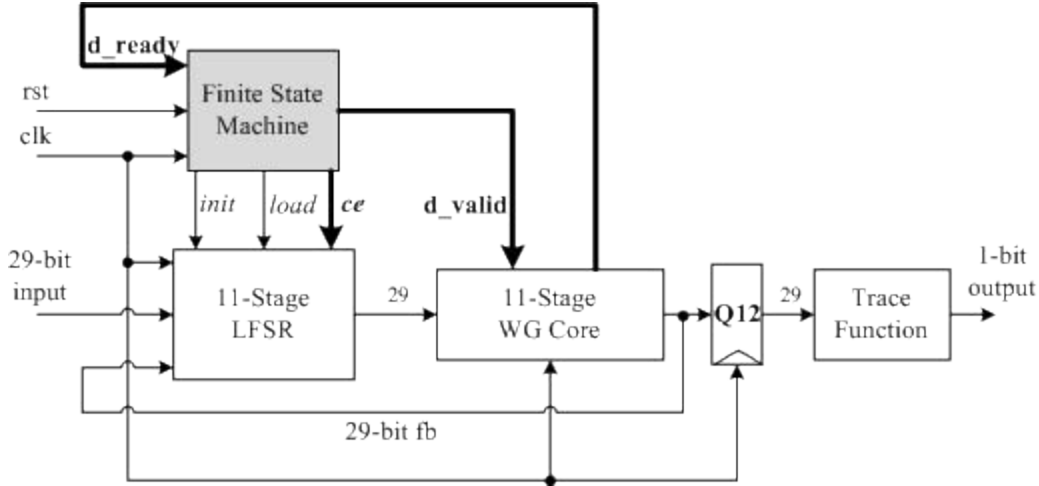 d_ready
Finite State
Machine
rst
clk
init
load
ce
d_valid
29-bit
input
11-Stage
LFSR
29
11-Stage
WG Core
Q12
29
Trace
Function
1-bit
output
29-bit fb